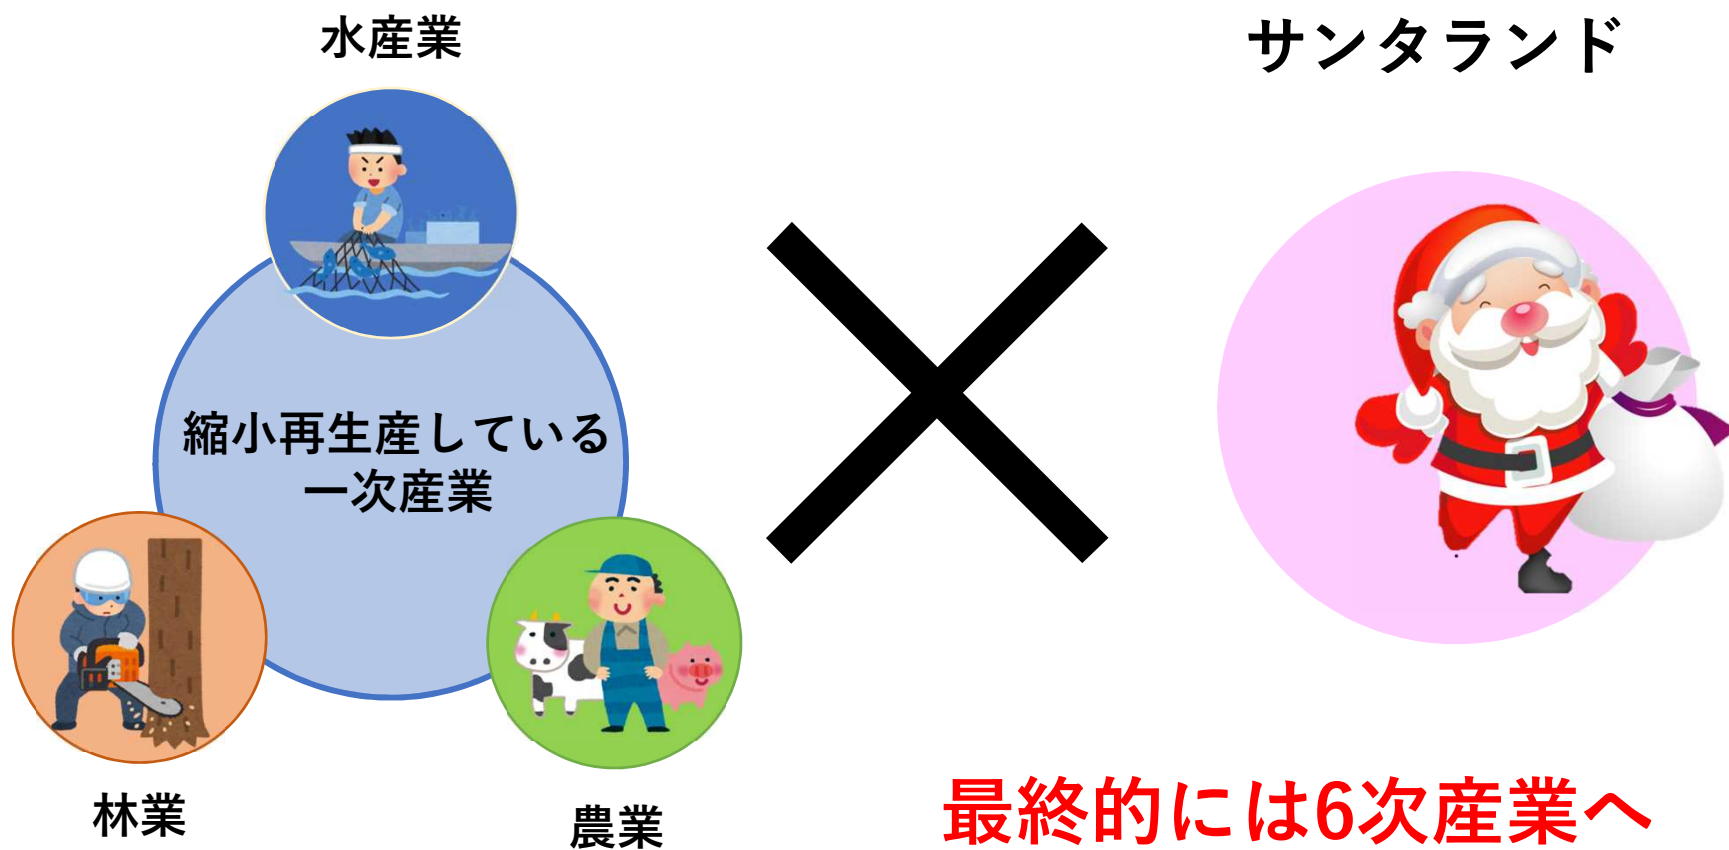 水産業
サンタランド
縮小再生産している
一次産業
林業
農業
最終的には6次産業へ